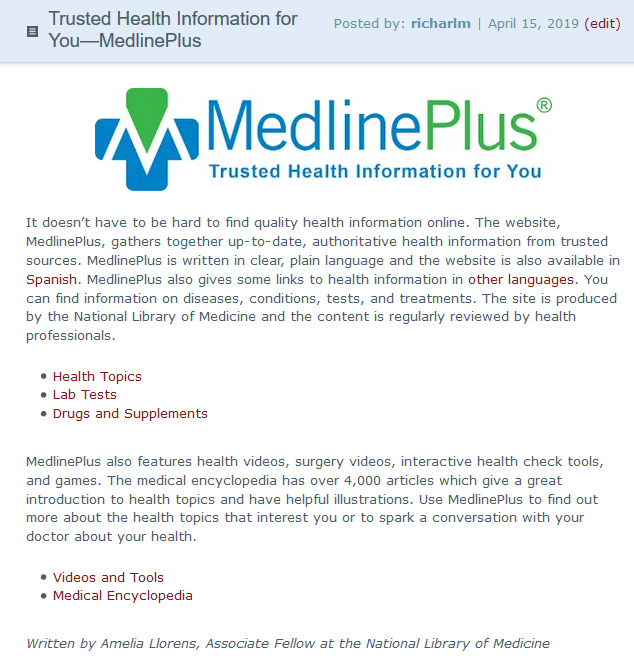 Trusted Health Information for
You—MedlinePlus
Posted by: richarlm | April 15, 2019 (edit)
MedlinePlus®
Trusted Health Information for You
It doesn’t have to be hard to find quality health information online. The website,
MedlinePlus, gathers together up-to-date, authoritative health information from trusted
sources. MedlinePlus is written in clear, plain language and the website is also available in
Spanish. MedlinePlus also gives some links to health information in other languages. You
can find information on diseases, conditions, tests, and treatments. The site is produced
by the National Library of Medicine and the content is regularly reviewed by health
professionals.
• Health Topics
• Lab Tests
• Drugs and Supplements
MedlinePlus also features health videos, surgery videos, interactive health check tools,
and games. The medical encyclopedia has over 4,000 articles which give a great
introduction to health topics and have helpful illustrations. Use MedlinePlus to find out
more about the health topics that interest you or to spark a conversation with your
doctor about your health.
• Videos and Tools
• Medical Encyclopedia
Written by Amelia Llorens, Associate Fellow at the National Library of Medicine